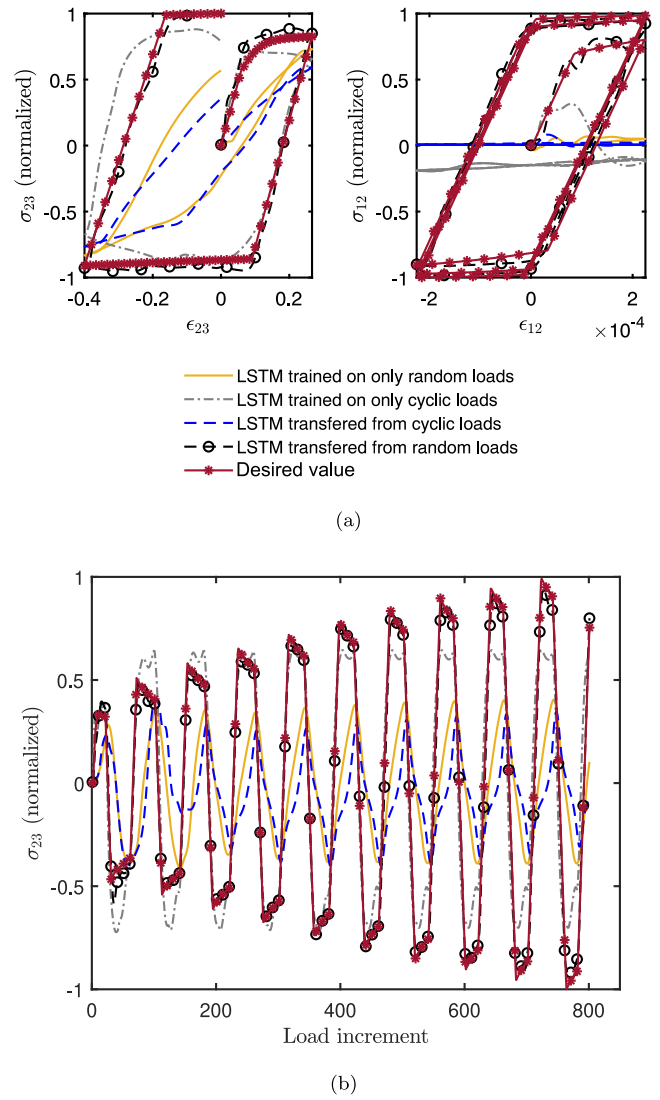 σ23 (normalized)
1
0.5
0
-0.5
-1
-0.4
-0.2
0
0.2
ϵ23
σ12 (normalized)
1
0.5
0
-0.5
-1
-2
0
2
ϵ12
×10-4
LSTM trained on only random loads
LSTM trained on only cyclic loads
LSTM transfered from cyclic loads
LSTM transfered from random loads
Desired value
(a)
σ23 (normalized)
1
0.5
0
-0.5
-1
0
200
400
600
800
Load increment
(b)